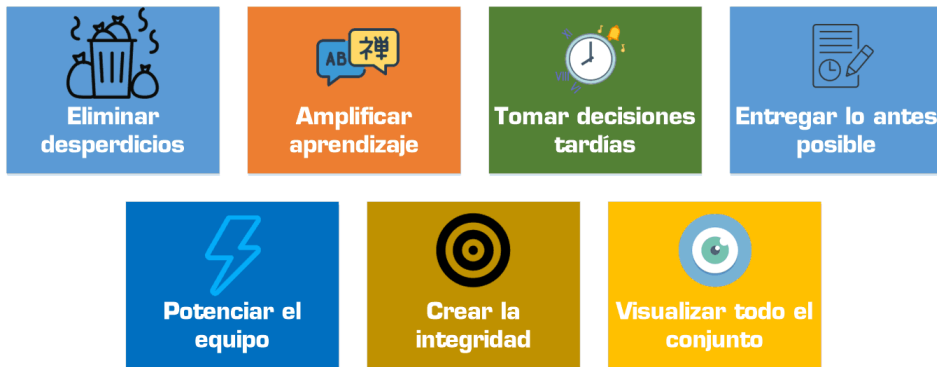 AB
禅
Eliminar
desperdicios
Amplificar
aprendizaje
Tomar decisiones
tardías
Entregar lo antes
posible
Potenciar el
equipo
Crear la
integridad
Visualizar todo el
conjunto